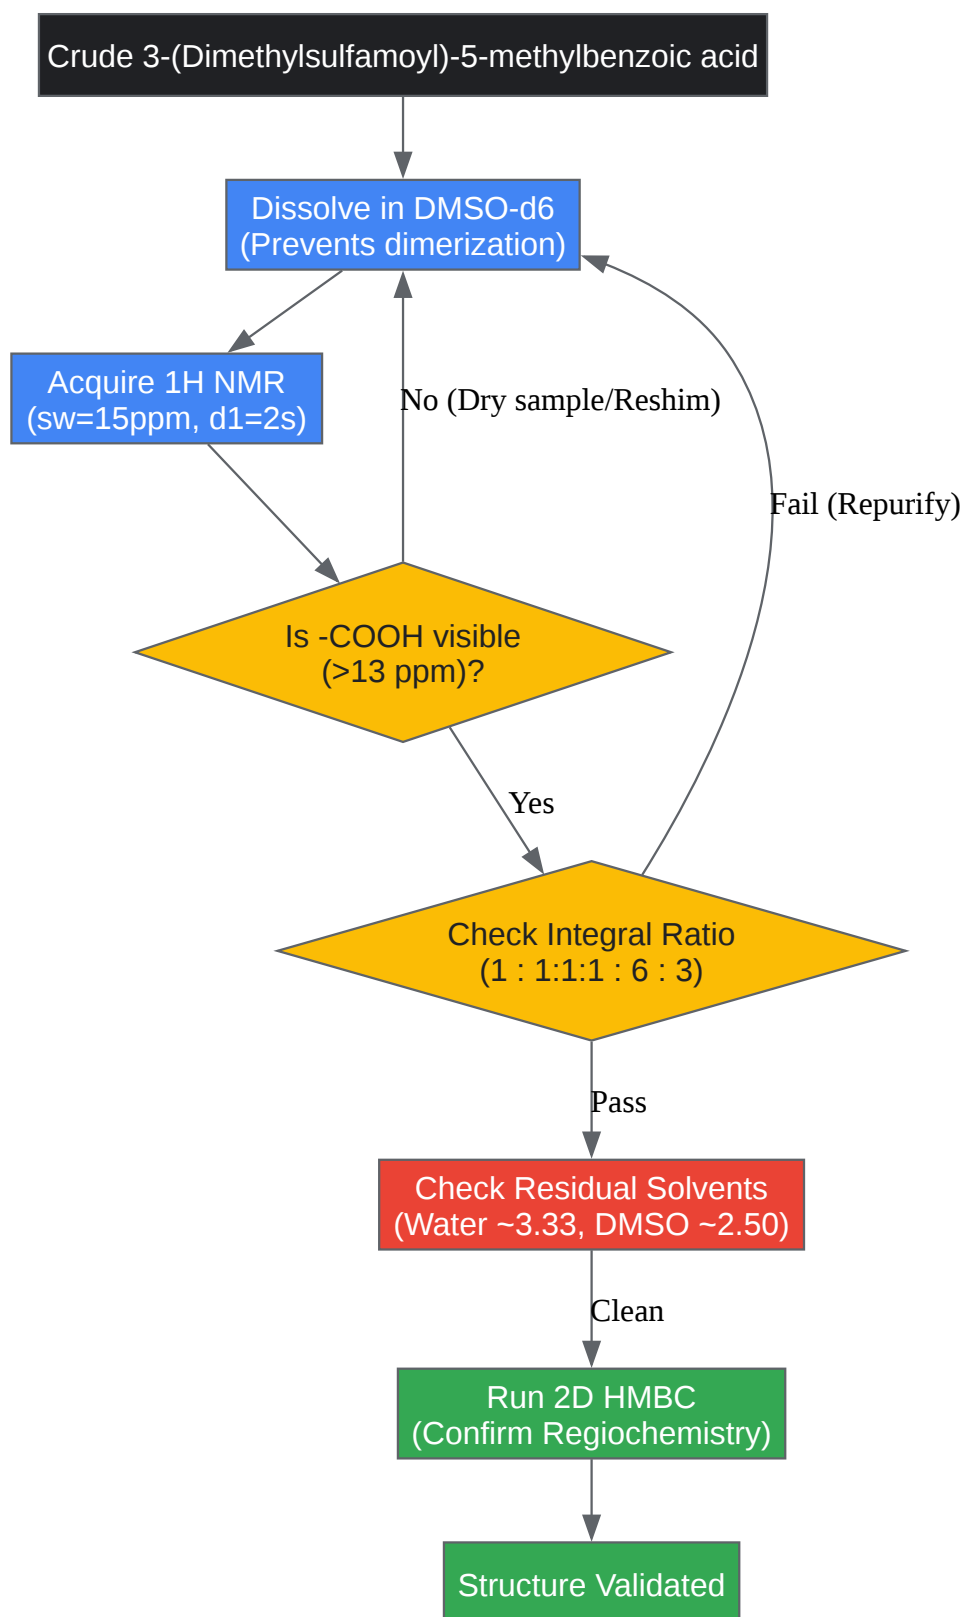 Crude 3-(Dimethylsulfamoyl)-5-methylbenzoic acid
Dissolve in DMSO-d6
(Prevents dimerization)
Acquire 1H NMR
(sw=15ppm, d1=2s)
No (Dry sample/Reshim)
Fail (Repurify)
Is -COOH visible
(>13 ppm)?
Yes
Check Integral Ratio
(1 : 1:1:1 : 6 : 3)
Pass
Check Residual Solvents
(Water ~3.33, DMSO ~2.50)
Clean
Run 2D HMBC
(Confirm Regiochemistry)
Structure Validated